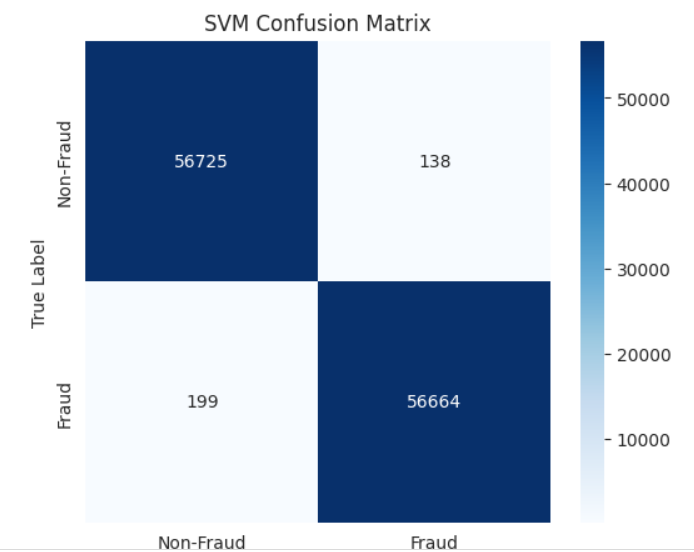 SVM Confusion Matrix
Non-Fraud
56725
138
50000
40000
30000
20000
10000
True Label
Fraud
199
56664
Non-Fraud
Fraud